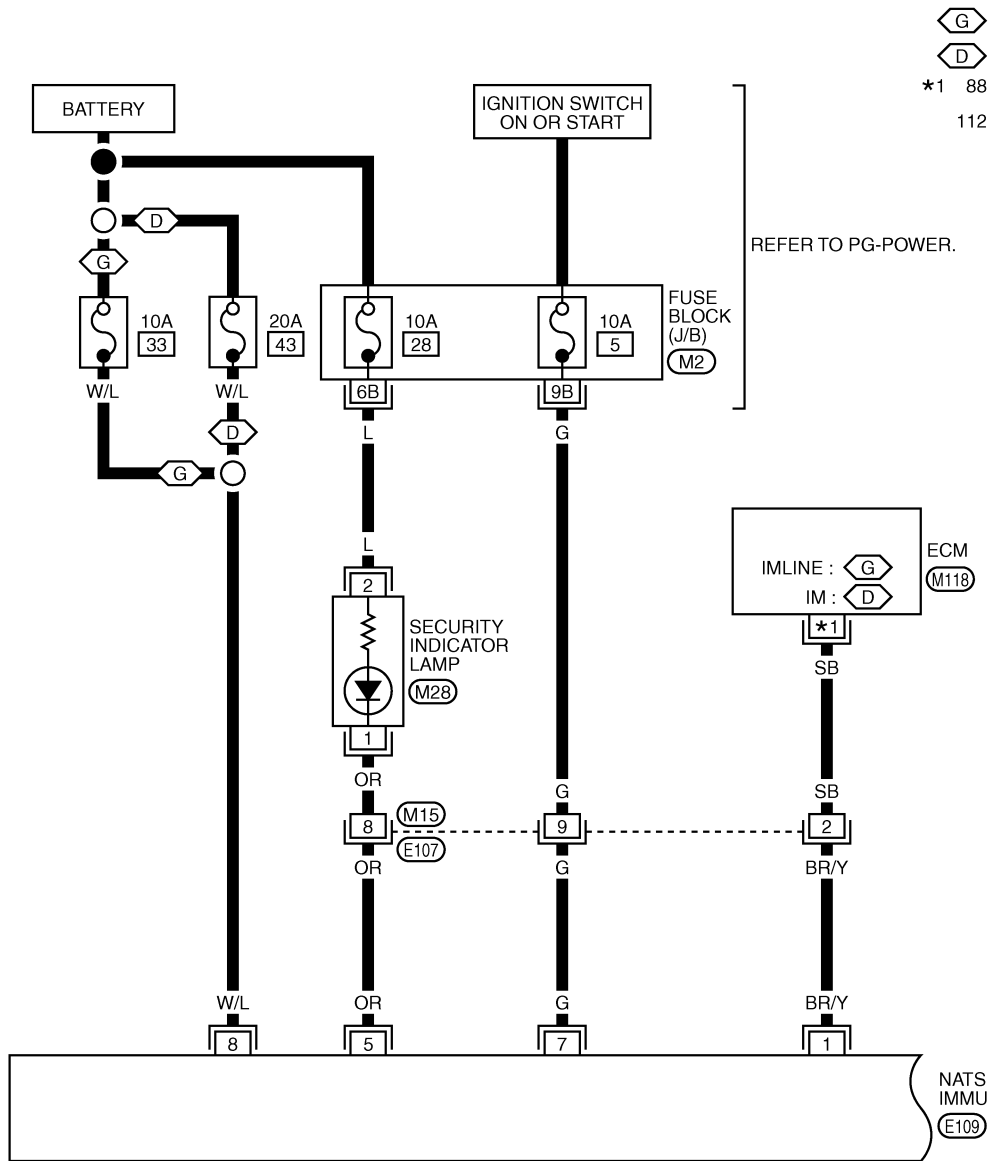 G
D
*1 88
112
BATTERY
IGNITION SWITCH
ON OR START
D
G
REFER TO PG-POWER.
10A
33
20A
43
10A
28
10A
5
FUSE
BLOCK
(J/B)
M2
W/L
W/L
6B
9B
D
L
G
G
L
2
SECURITY
INDICATOR
LAMP
M28
1
OR
ECM
M118
IMLINE : G
IM : D
*1
SB
SB
G
M15
8
9
2
E107
OR
G
BR/Y
W/L
OR
G
BR/Y
8
5
7
1
NATS
IMMU
E109